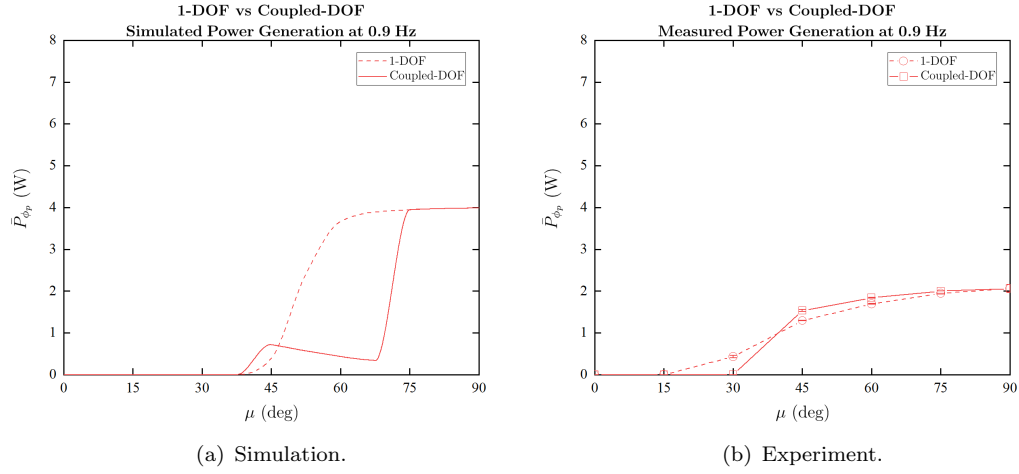 1-DOF vs Coupled-DOF
Simulated Power Generation at 0.9 Hz
8
7
6
5
4
3
2
1
0
P̄_{ϕ_p} (W)
1-DOF
Coupled-DOF
0 15 30 45 60 75 90
μ (deg)
(a) Simulation.
1-DOF vs Coupled-DOF
Measured Power Generation at 0.9 Hz
8
7
6
5
4
3
2
1
0
P̄_{ϕ_p} (W)
1-DOF
Coupled-DOF
0 15 30 45 60 75 90
μ (deg)
(b) Experiment.